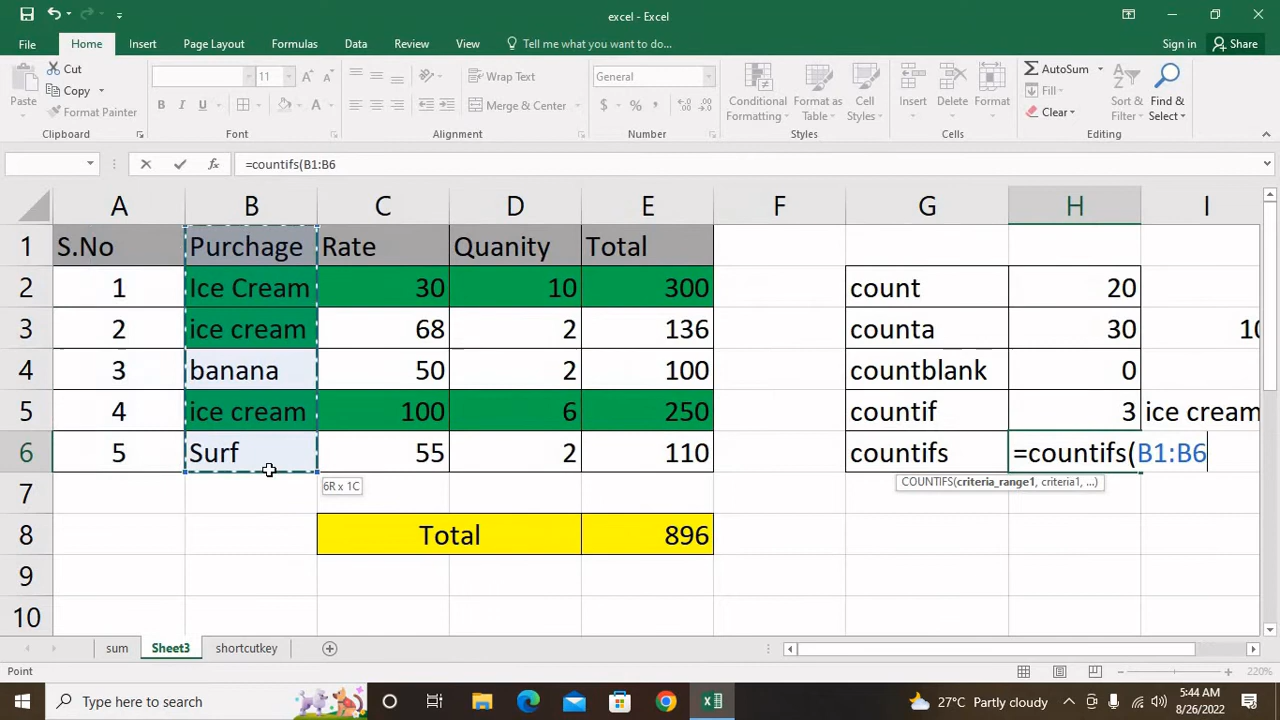 excel - Excel
File Home Insert Page Layout Formulas Data Review View Tell me what you want to do... Sign in Share
Paste Cut Copy Format Painter Clipboard
11 B I U A A A Font
Wrap Text Merge & Center Alignment
General $ % , Number
Conditional Formatting Format as Table Cell Styles Styles
Insert Delete Format Cells
AutoSum Fill Clear Sort & Filter Find & Select Editing
fx =countifs(B1:B6
A B C D E F G H I
1 S.No Purchage Rate Quanity Total
2 1 Ice Cream 30 10 300 count 20
3 2 ice cream 68 2 136 counta 30
4 3 banana 50 2 100 countblank 0
5 4 ice cream 100 6 250 countif 3 ice cream
6 5 Surf 55 2 110 countifs =countifs(B1:B6
7 6R x 1C COUNTIFS(criteria_range1, criteria1, ...)
8 Total 896
9
10
sum Sheet3 shortcutkey
Point 220%
Type here to search 27°C Partly cloudy 5:44 AM
8/26/2022